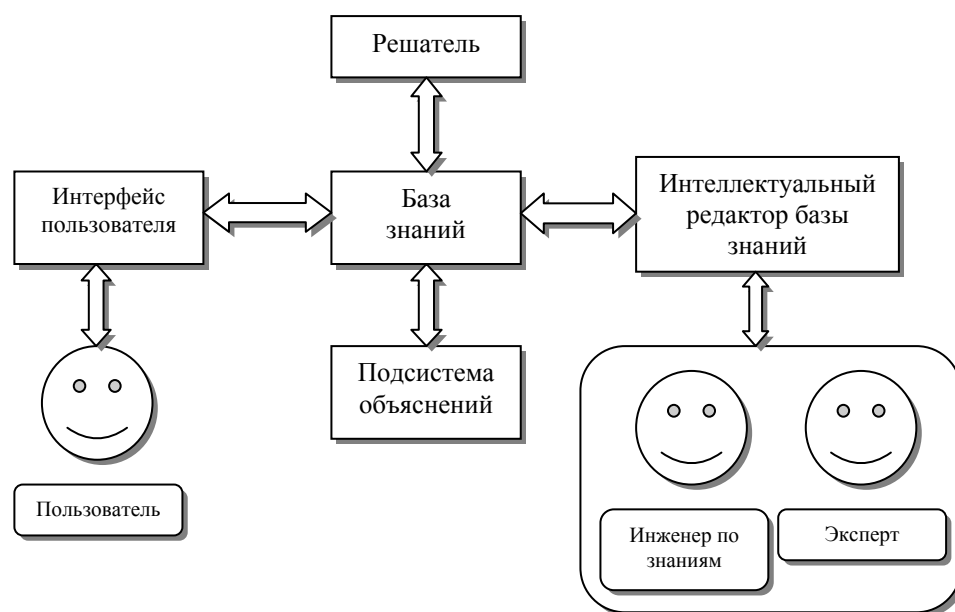 Решатель
Интерфейс
пользователя
База
знаний
Интеллектуальный
редактор базы
знаний
Подсистема
объяснений
Пользователь
Инженер по
знаниям
Эксперт